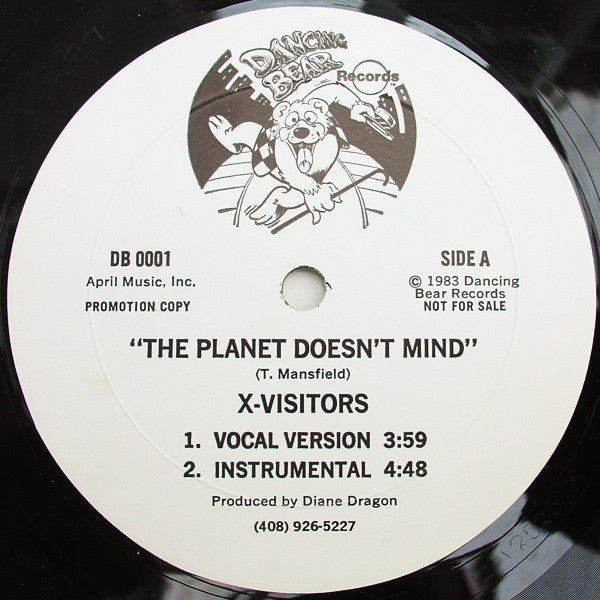 DANCING
BEAR
Records
DB 0001
April Music, Inc.
PROMOTION COPY
SIDE A
© 1983 Dancing
Bear Records
NOT FOR SALE
"THE PLANET DOESN'T MIND"
(T. Mansfield)
X-VISITORS
1. VOCAL VERSION 3:59
2. INSTRUMENTAL 4:48
Produced by Diane Dragon
(408) 926-5227